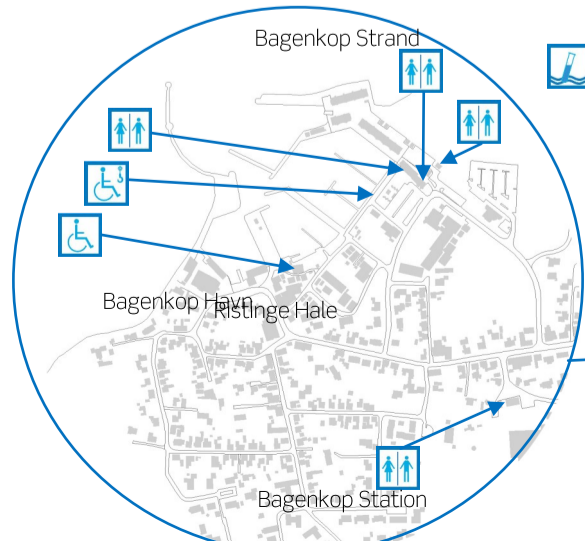 Bagenkop Strand
Bagenkop Havn
Ristinge Hale
Bagenkop Station